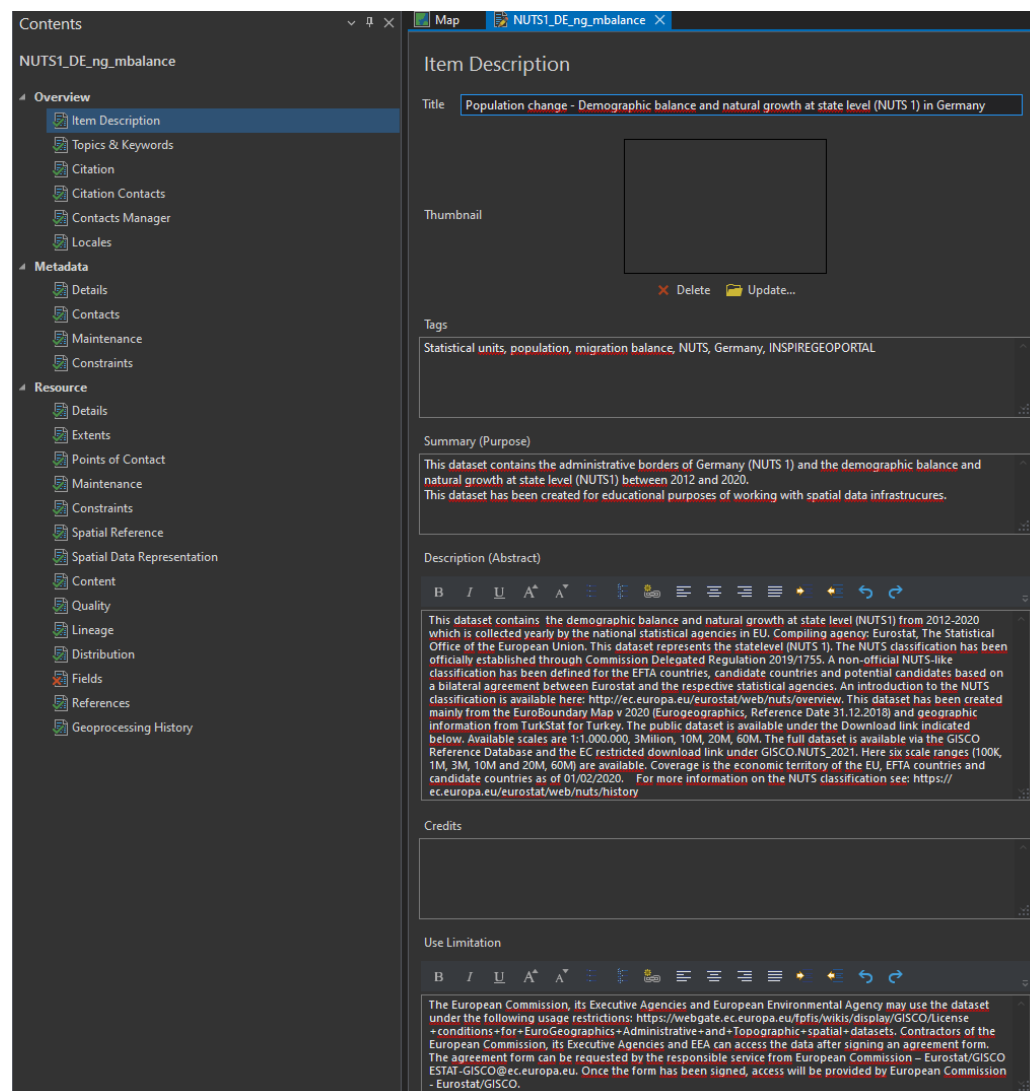 Contents
NUTS1_DE_ng_mbalance
Overview
Item Description
Topics & Keywords
Citation
Citation Contacts
Contacts Manager
Locales
Metadata
Details
Contacts
Maintenance
Constraints
Resource
Details
Extents
Points of Contact
Maintenance
Constraints
Spatial Reference
Spatial Data Representation
Content
Quality
Lineage
Distribution
Fields
References
Geoprocessing History
Map
NUTS1_DE_ng_mbalance
Item Description
Title
Population change - Demographic balance and natural growth at state level (NUTS 1) in Germany
Thumbnail
Delete
Update...
Tags
Statistical units, population, migration balance, NUTS, Germany, INSPIREGEOPORTAL
Summary (Purpose)
This dataset contains the administrative borders of Germany (NUTS 1) and the demographic balance and
natural growth at state level (NUTS1) between 2012 and 2020.
This dataset has been created for educational purposes of working with spatial data infrastrucures.
Description (Abstract)
B I U A A
This dataset contains the demographic balance and natural growth at state level (NUTS1) from 2012-2020
which is collected yearly by the national statistical agencies in EU. Compiling agency: Eurostat, The Statistical
Office of the European Union. This dataset represents the statelevel (NUTS 1). The NUTS classification has been
officially established through Commission Delegated Regulation 2019/1755. A non-official NUTS-like
classification has been defined for the EFTA countries, candidate countries and potential candidates based on
a bilateral agreement between Eurostat and the respective statistical agencies. An introduction to the NUTS
classification is available here: http://ec.europa.eu/eurostat/web/nuts/overview. This dataset has been created
mainly from the EuroBoundary Map v 2020 (Eurogeographics, Reference Date 31.12.2018) and geographic
information from TurkStat for Turkey. The public dataset is available under the Download link indicated
below. Available scales are 1:1.000.000, 3Milion, 10M, 20M, 60M. The full dataset is available via the GISCO
Reference Database and the EC restricted download link under GISCO.NUTS_2021. Here six scale ranges (100K,
1M, 3M, 10M and 20M, 60M) are available. Coverage is the economic territory of the EU, EFTA countries and
candidate countries as of 01/02/2020. For more information on the NUTS classification see: https://
ec.europa.eu/eurostat/web/nuts/history
Credits
Use Limitation
B I U A A
The European Commission, its Executive Agencies and European Environmental Agency may use the dataset
under the following usage restrictions: https://webgate.ec.europa.eu/fpfis/wikis/display/GISCO/License
+conditions+for+EuroGeographics+Administrative+and+Topographic+spatial+datasets. Contractors of the
European Commission, its Executive Agencies and EEA can access the data after signing an agreement form.
The agreement form can be requested by the responsible service from European Commission – Eurostat/GISCO
ESTAT-GISCO@ec.europa.eu. Once the form has been signed, access will be provided by European Commission
- Eurostat/GISCO.